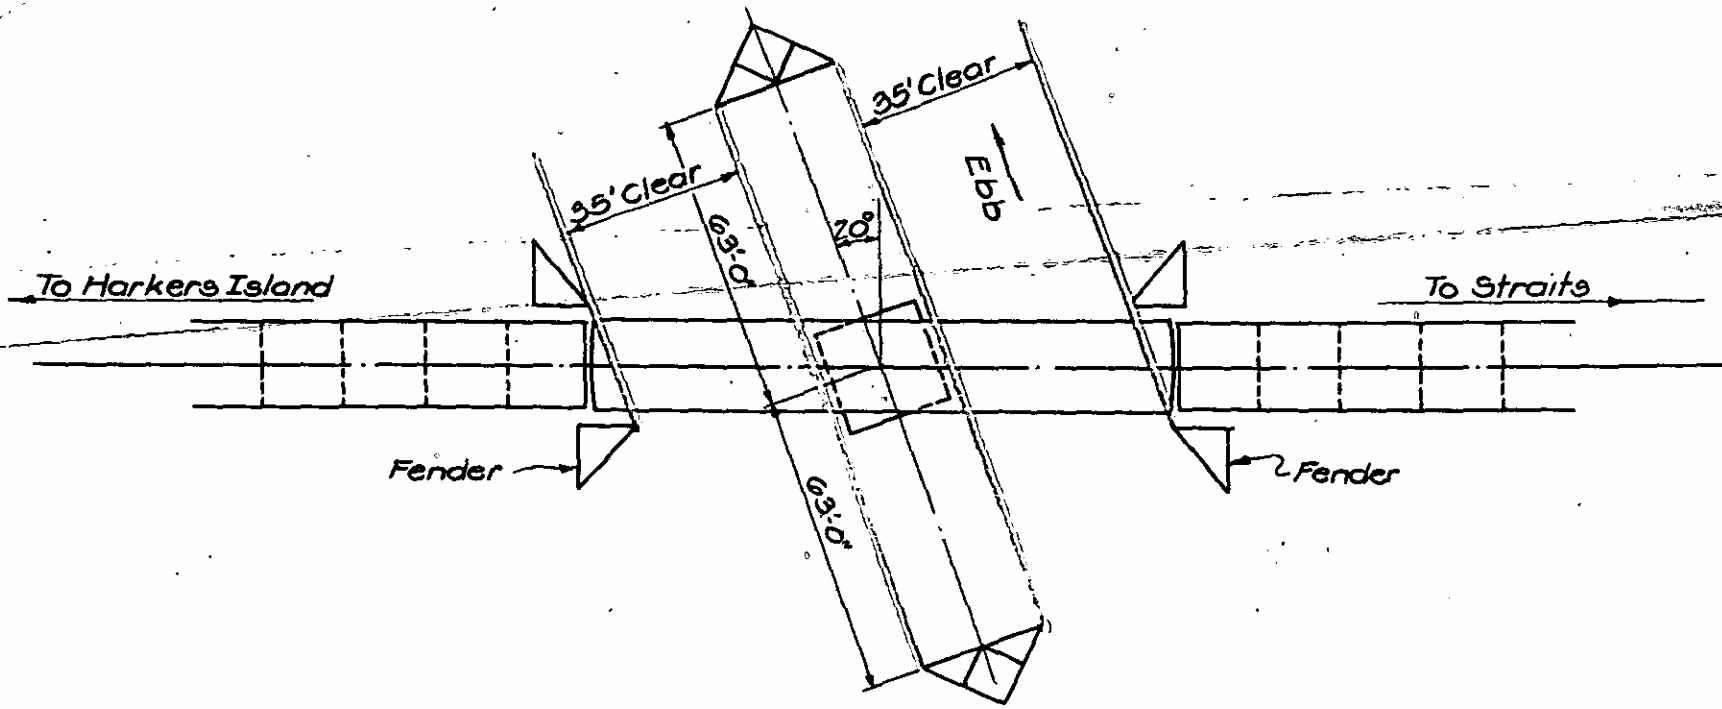 35' Clear
35' Clear
Ebb
20°
63'-0"
To Harkers Island
To Straits
Fender
Fender
63'-0"